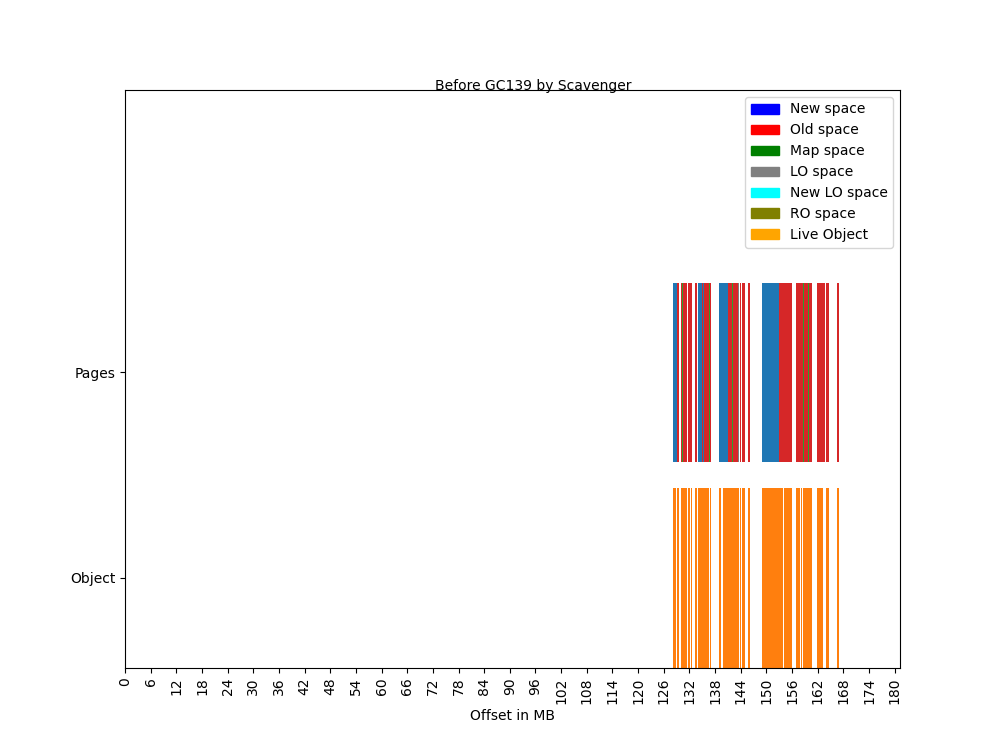 Before GC139 by Scavenger
New space
Old space
Map space
LO space
New LO space
RO space
Live Object
Pages
Object
0 6 12 18 24 30 36 42 48 54 60 66 72 78 84 90 96 102 108 114 120 126 132 138 144 150 156 162 168 174 180
Offset in MB